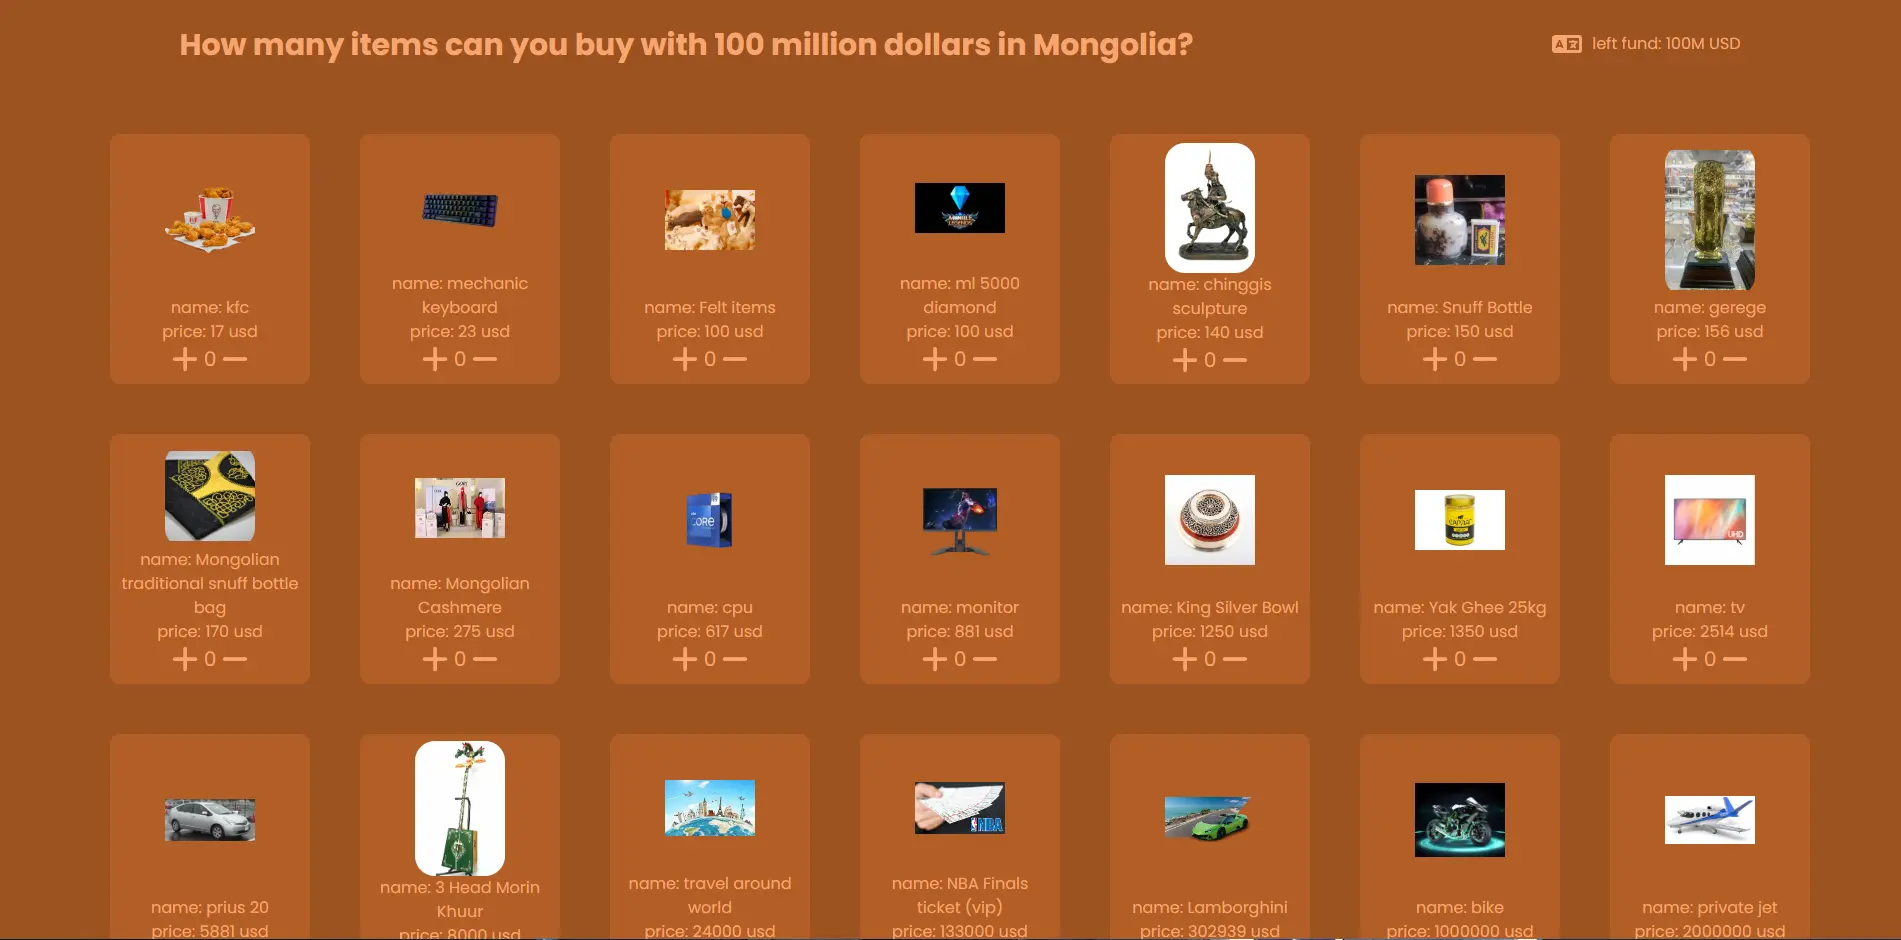 How many items can you buy with 100 million dollars in Mongolia?
left fund: 100M USD
name: kfc
price: 17 usd
0
name: mechanic
keyboard
price: 23 usd
0
name: Felt items
price: 100 usd
0
name: ml 5000
diamond
price: 100 usd
0
name: chinggis
sculpture
price: 140 usd
0
name: Snuff Bottle
price: 150 usd
0
name: gerege
price: 156 usd
0
name: Mongolian
traditional snuff bottle
bag
price: 170 usd
0
name: Mongolian
Cashmere
price: 275 usd
0
CORE
name: cpu
price: 617 usd
0
name: monitor
price: 881 usd
0
name: King Silver Bowl
price: 1250 usd
0
name: Yak Ghee 25kg
price: 1350 usd
0
UHD
name: tv
price: 2514 usd
0
name: prius 20
price: 5881 usd
name: 3 Head Morin
Khuur
price: 8000 usd
name: travel around
world
price: 24000 usd
NBA
name: NBA Finals
ticket (vip)
price: 133000 usd
name: Lamborghini
price: 302939 usd
name: bike
price: 1000000 usd
name: private jet
price: 2000000 usd